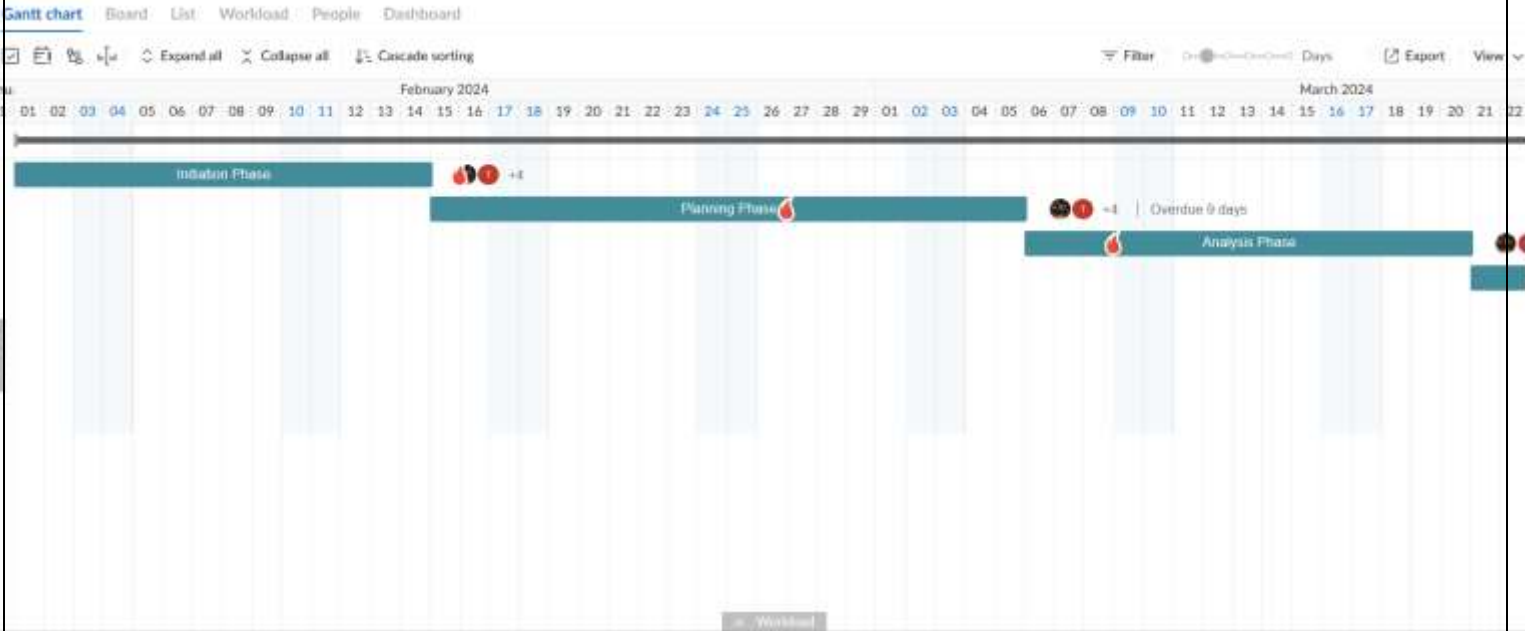 Gantt chart Board List Workload People Dashboard
Expand all Collapse all Cascade sorting Filter Days Export View
February 2024 March 2024
01 02 03 04 05 06 07 08 09 10 11 12 13 14 15 16 17 18 19 20 21 22 23 24 25 26 27 28 29 01 02 03 04 05 06 07 08 09 10 11 12 13 14 15 16 17 18 19 20 21 22
Initiation Phase +4
Planning Phase +4 Overdue 9 days
Analysis Phase
Workload